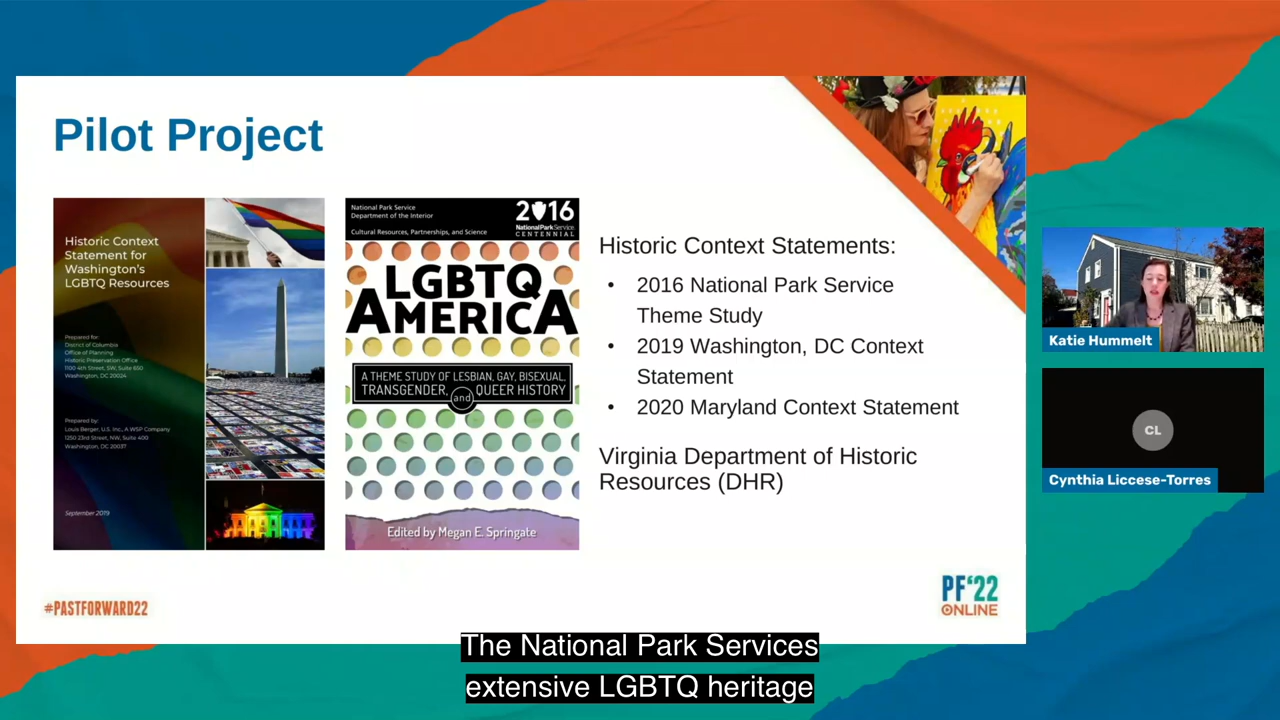 Pilot Project
Historic Context
Statement for
Washington's
LGBTQ Resources
Prepared for:
District of Columbia
Office of Planning
Historic Preservation Office
1100 4th Street, SW, Suite 650
Washington, DC 20024
Prepared by:
Louis Berger, U.S. Inc., A WSP Company
1250 23rd Street, NW, Suite 400
Washington, DC 20037
September 2019
National Park Service
Department of the Interior
Cultural Resources, Partnerships, and Science
2016
National Park Service
CENTENNIAL
LGBTQ
AMERICA
A THEME STUDY OF LESBIAN, GAY, BISEXUAL,
TRANSGENDER, and QUEER HISTORY
Edited by Megan E. Springate
Historic Context Statements:
• 2016 National Park Service
Theme Study
• 2019 Washington, DC Context
Statement
• 2020 Maryland Context Statement
Virginia Department of Historic
Resources (DHR)
#PASTFORWARD22
PF'22
ONLINE
Katie Hummelt
CL
Cynthia Liccese-Torres
The National Park Services
extensive LGBTQ heritage